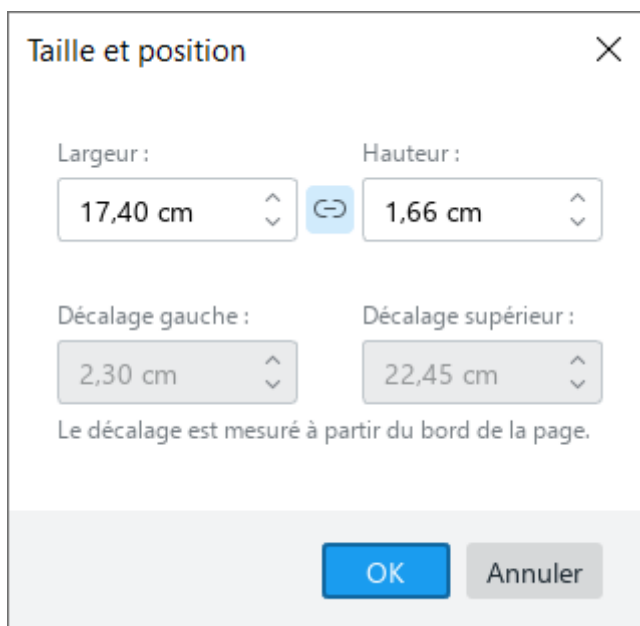 Taille et position
Largeur : Hauteur :
17,40 cm 1,66 cm
Décalage gauche : Décalage supérieur :
2,30 cm 22,45 cm
Le décalage est mesuré à partir du bord de la page.
OK Annuler